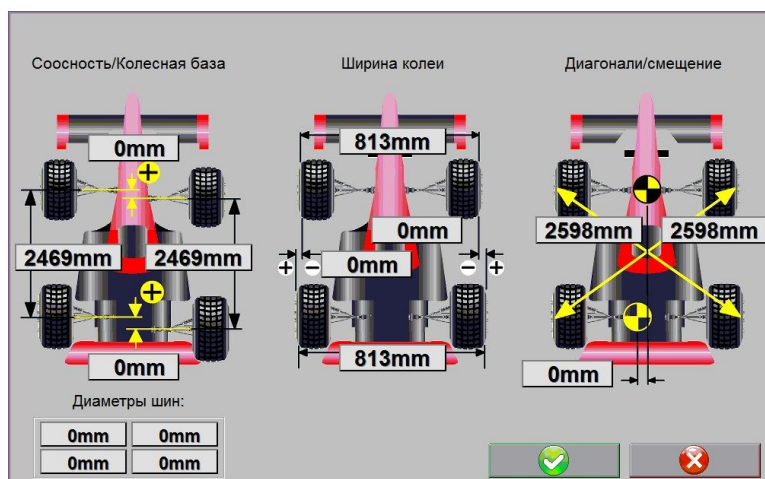 Соосность/Колесная база
Ширина колеи
Диагонали/смещение
0mm
813mm
2469mm
2469mm
0mm
0mm
2598mm
2598mm
0mm
813mm
0mm
Диаметры шин:
0mm
0mm
0mm
0mm